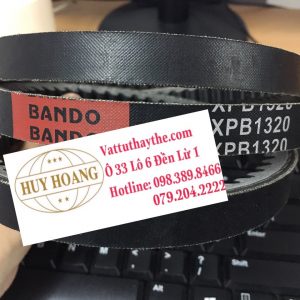 BANDO
BANDO
XPB1320
XPB1320
HUY HOANG
Vattuthaythe.com
Ô 33 Lô 6 Đền Lừ 1
Hotline: 098.389.8466
079.204.2222